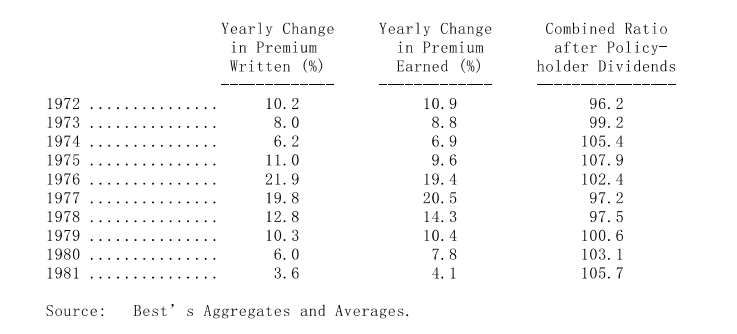 Yearly Change Yearly Change Combined Ratio
in Premium in Premium after Policy-
Written (%) Earned (%) holder Dividends
1972 ............... 10.2 10.9 96.2
1973 ............... 8.0 8.8 99.2
1974 ............... 6.2 6.9 105.4
1975 ............... 11.0 9.6 107.9
1976 ............... 21.9 19.4 102.4
1977 ............... 19.8 20.5 97.2
1978 ............... 12.8 14.3 97.5
1979 ............... 10.3 10.4 100.6
1980 ............... 6.0 7.8 103.1
1981 ............... 3.6 4.1 105.7
Source: Best’s Aggregates and Averages.